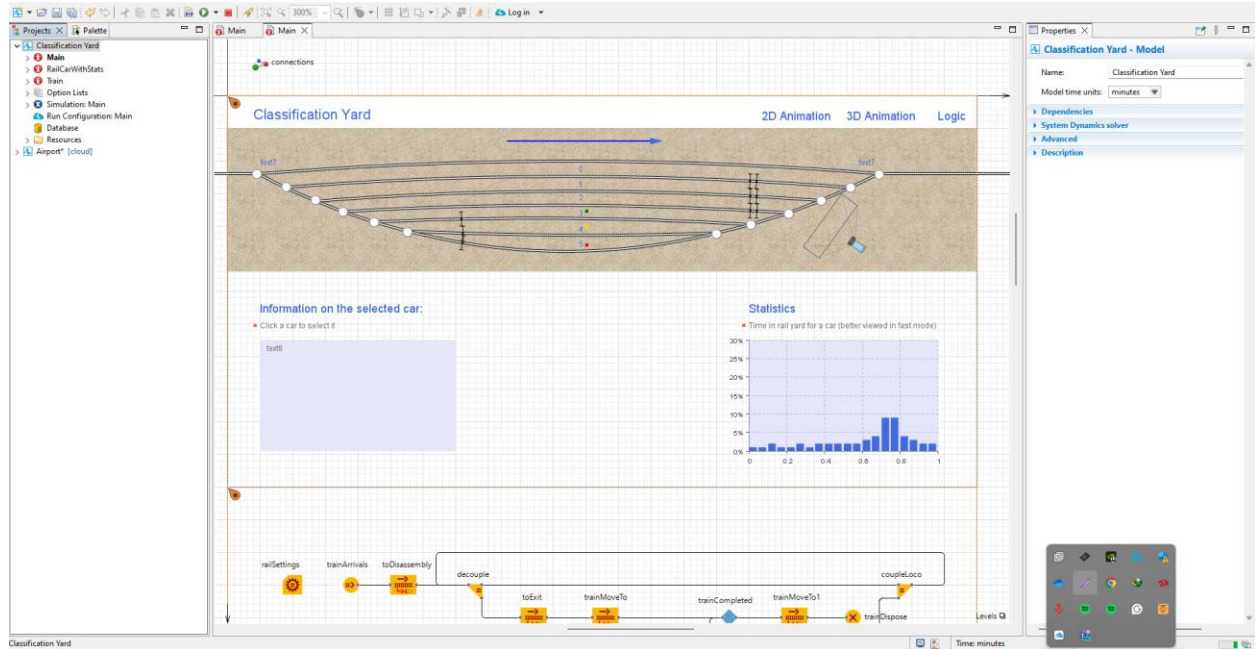 300%
Log in
Projects
Palette
Classification Yard
Main
RailCarWithStats
Train
Option Lists
Simulation: Main
Run Configuration: Main
Database
Resources
Airport* [cloud]
Main
Main
connections
Classification Yard
2D Animation 3D Animation Logic
text7
text7
0
1
2
3
4
5
Information on the selected car:
Click a car to select it
text6
Statistics
Time in rail yard for a car (better viewed in fast mode)
30%
25%
20%
15%
10%
5%
0%
0 0.2 0.4 0.6 0.8 1
railSettings trainArrivals toDisassembly
decouple
coupleLoco
toExit trainMoveTo trainCompleted trainMoveTo1
trainDispose
Levels
Properties
Classification Yard - Model
Name: Classification Yard
Model time units: minutes
Dependencies
System Dynamics solver
Advanced
Description
Classification Yard
Time: minutes